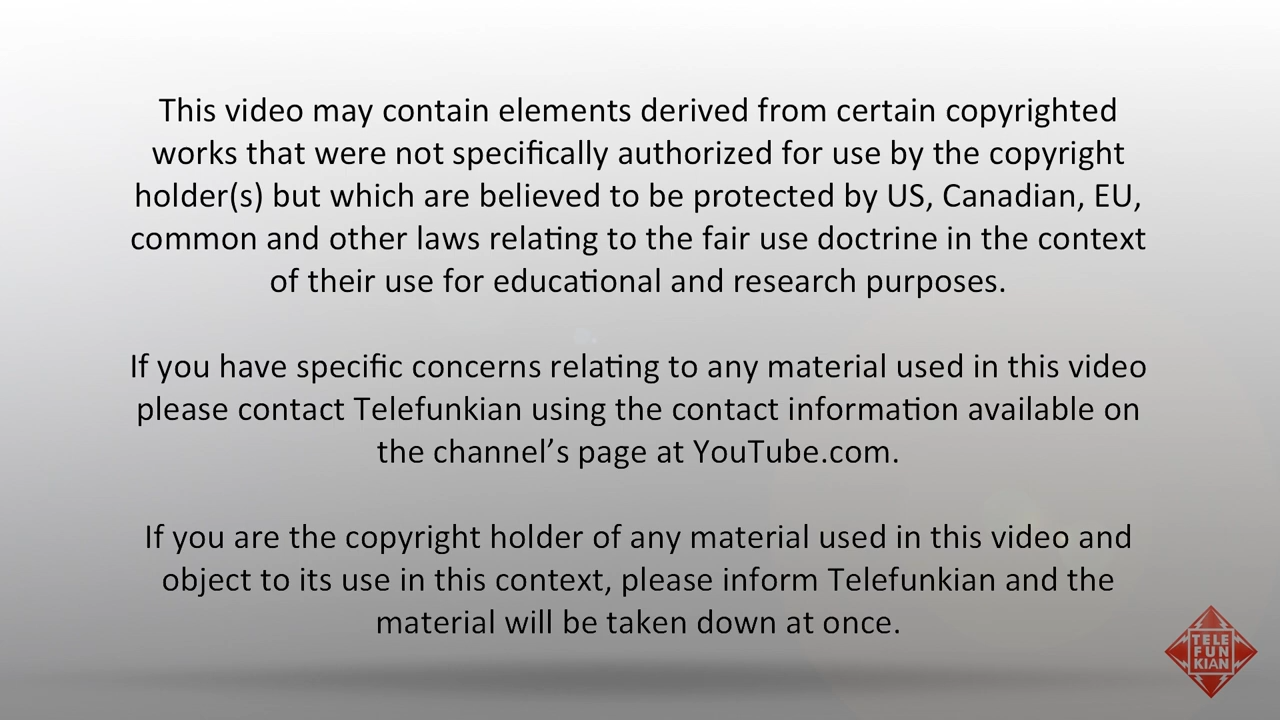 This video may contain elements derived from certain copyrighted
works that were not specifically authorized for use by the copyright
holder(s) but which are believed to be protected by US, Canadian, EU,
common and other laws relating to the fair use doctrine in the context
of their use for educational and research purposes.
If you have specific concerns relating to any material used in this video
please contact Telefunkian using the contact information available on
the channel’s page at YouTube.com.
If you are the copyright holder of any material used in this video and
object to its use in this context, please inform Telefunkian and the
material will be taken down at once.
TELE
FUN
KIAN